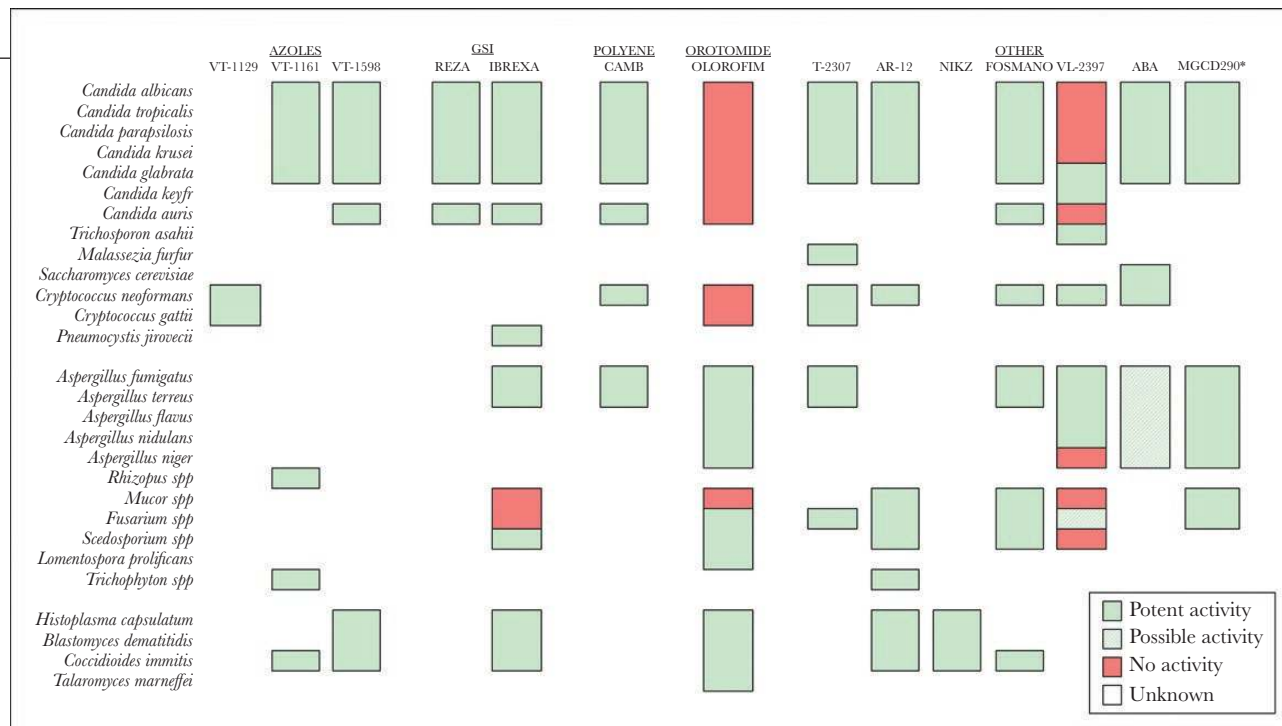 AZOLES GSI POLYENE OROTOMIDE OTHER
VT-1129 VT-1161 VT-1598 REZA IBREXA CAMB OLOROFIM T-2307 AR-12 NIKZ FOSMANO VL-2397 ABA MGCD290*
Candida albicans
Candida tropicalis
Candida parapsilosis
Candida krusei
Candida glabrata
Candida keyfr
Candida auris
Trichosporon asahii
Malassezia furfur
Saccharomyces cerevisiae
Cryptococcus neoformans
Cryptococcus gattii
Pneumocystis jirovecii
Aspergillus fumigatus
Aspergillus terreus
Aspergillus flavus
Aspergillus nidulans
Aspergillus niger
Rhizopus spp
Mucor spp
Fusarium spp
Scedosporium spp
Lomentospora prolificans
Trichophyton spp
Histoplasma capsulatum
Blastomyces dematitidis
Coccidioides immitis
Talaromyces marneffei
Potent activity
Possible activity
No activity
Unknown